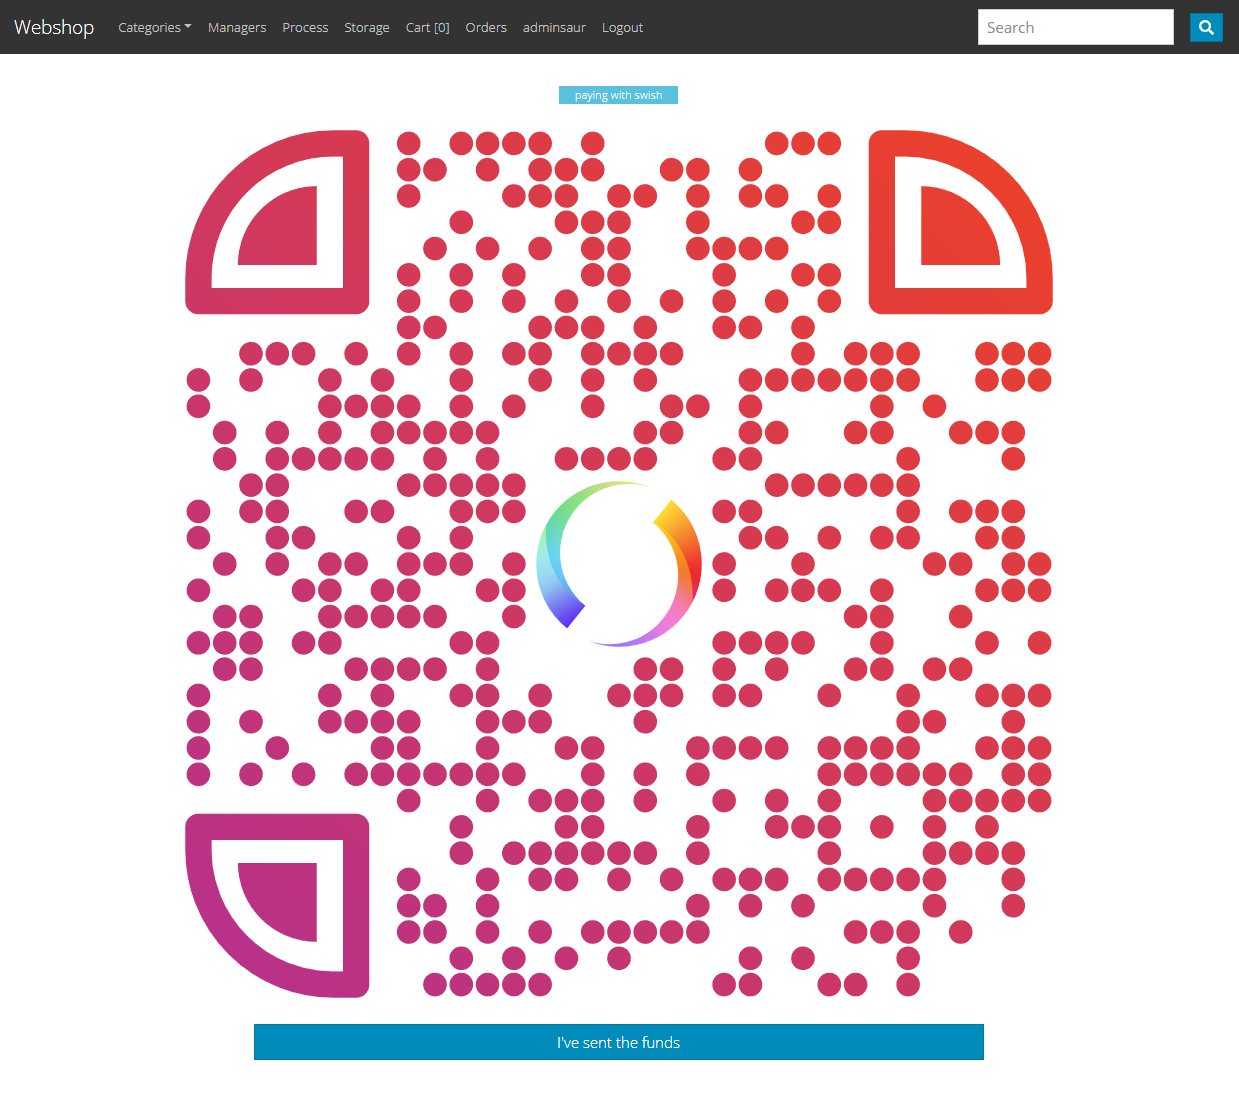 Webshop Categories Managers Process Storage Cart [0] Orders adminsaur Logout Search
paying with swish
I've sent the funds